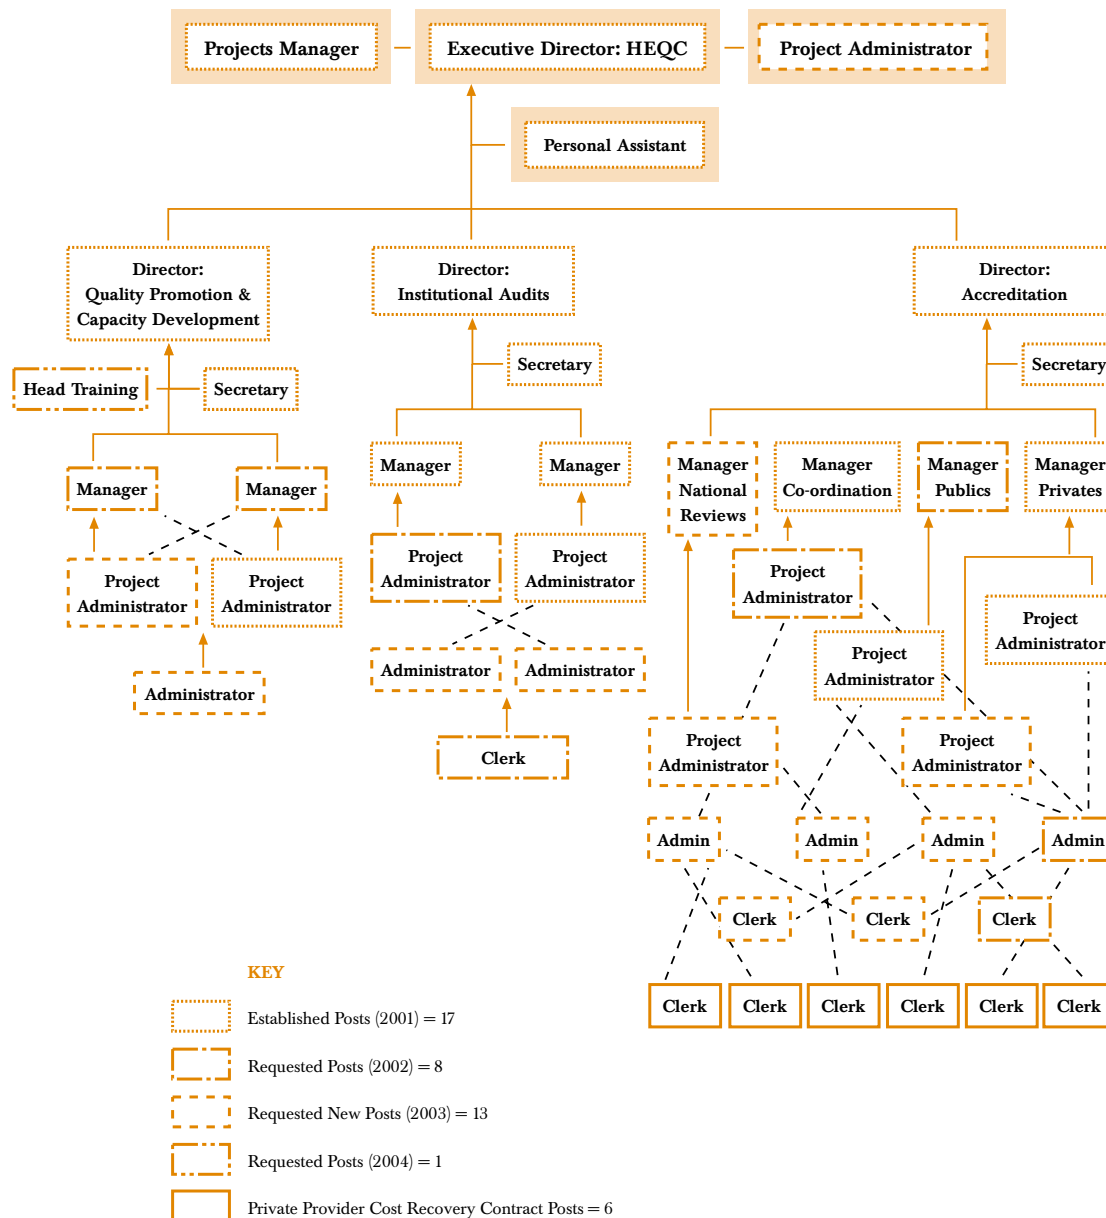 Projects Manager
Executive Director: HEQC
Project Administrator
Personal Assistant
Director:
Quality Promotion &
Capacity Development
Director:
Institutional Audits
Director:
Accreditation
Head Training
Secretary
Secretary
Secretary
Manager
Manager
Manager
Manager
Manager
National
Reviews
Manager
Co-ordination
Manager
Publics
Manager
Privates
Project
Administrator
Project
Administrator
Project
Administrator
Project
Administrator
Project
Administrator
Project
Administrator
Project
Administrator
Administrator
Administrator
Administrator
Clerk
Project
Administrator
Project
Administrator
Admin
Admin
Admin
Admin
Clerk
Clerk
Clerk
Clerk
Clerk
Clerk
Clerk
Clerk
Clerk
KEY
Established Posts (2001) = 17
Requested Posts (2002) = 8
Requested New Posts (2003) = 13
Requested Posts (2004) = 1
Private Provider Cost Recovery Contract Posts = 6